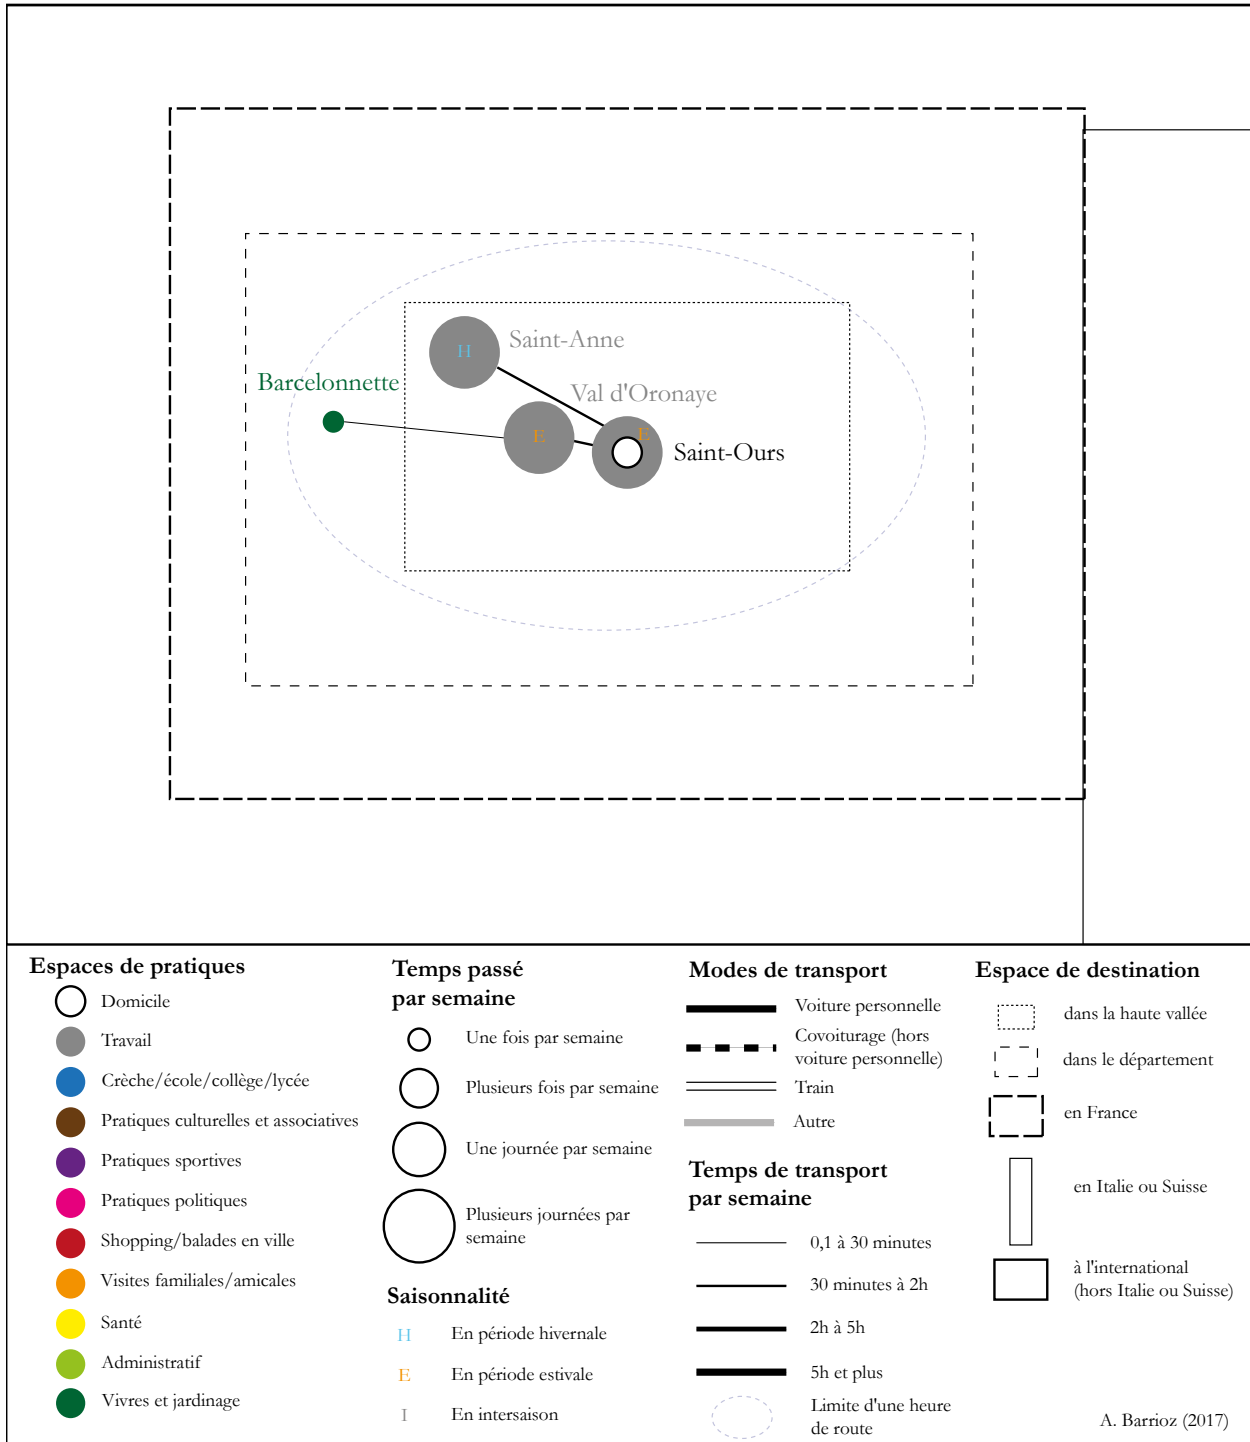 Saint-Anne
H
Barcelonnette
Val d'Oronaye
E
E
Saint-Ours
Espaces de pratiques
Domicile
Travail
Crèche/école/collège/lycée
Pratiques culturelles et associatives
Pratiques sportives
Pratiques politiques
Shopping/balades en ville
Visites familiales/amicales
Santé
Administratif
Vivres et jardinage
Temps passé
par semaine
Une fois par semaine
Plusieurs fois par semaine
Une journée par semaine
Plusieurs journées par
semaine
Saisonnalité
H En période hivernale
E En période estivale
I En intersaison
Modes de transport
Voiture personnelle
Covoiturage (hors
voiture personnelle)
Train
Autre
Temps de transport
par semaine
0,1 à 30 minutes
30 minutes à 2h
2h à 5h
5h et plus
Limite d'une heure
de route
Espace de destination
dans la haute vallée
dans le département
en France
en Italie ou Suisse
à l'international
(hors Italie ou Suisse)
A. Barrioz (2017)